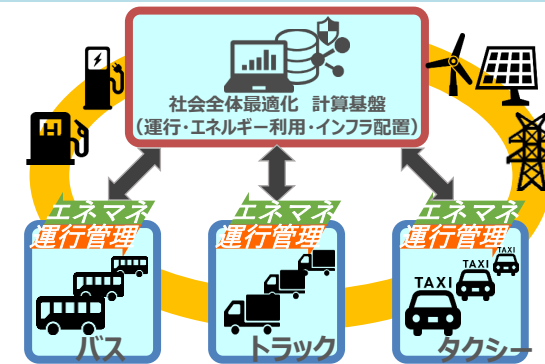 H
社会全体最適化 計算基盤
(運行・エネルギー利用・インフラ配置)
エネマネ
運行管理
バス
エネマネ
運行管理
トラック
エネマネ
運行管理
TAXI
TAXI
TAXI
タクシー